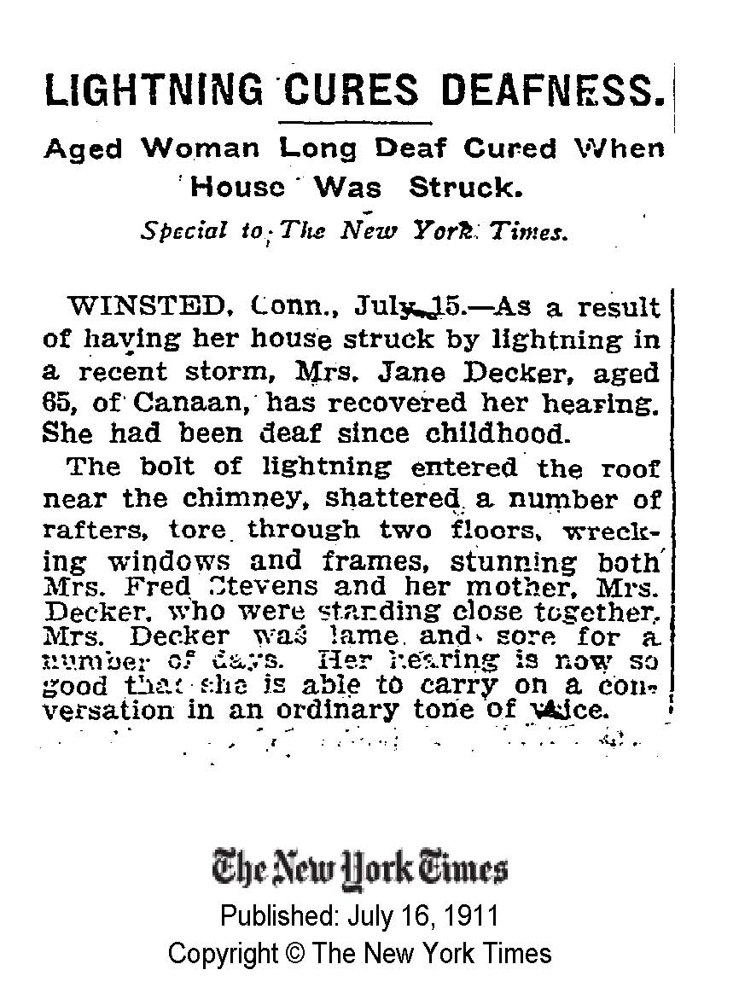 LIGHTNING CURES DEAFNESS.
Aged Woman Long Deaf Cured When
House Was Struck.
Special to The New York Times.
WINSTED, Conn., July 15.—As a result
of having her house struck by lightning in
a recent storm, Mrs. Jane Decker, aged
65, of Canaan, has recovered her hearing.
She had been deaf since childhood.
The bolt of lightning entered the roof
near the chimney, shattered a number of
rafters, tore through two floors, wreck-
ing windows and frames, stunning both
Mrs. Fred Stevens and her mother, Mrs.
Decker, who were standing close together.
Mrs. Decker was lame and sore for a
number of days. Her hearing is now so
good that she is able to carry on a con-
versation in an ordinary tone of voice.
The New York Times
Published: July 16, 1911
Copyright © The New York Times